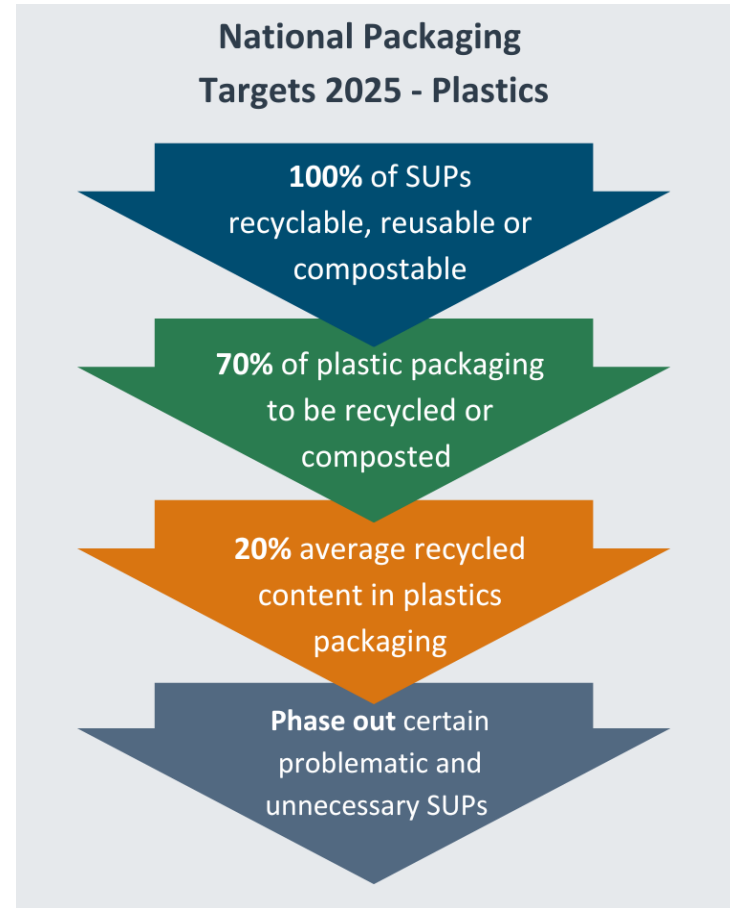 National Packaging
Targets 2025 - Plastics
100% of SUPs
recyclable, reusable or
compostable
70% of plastic packaging
to be recycled or
composted
20% average recycled
content in plastics
packaging
Phase out certain
problematic and
unnecessary SUPs